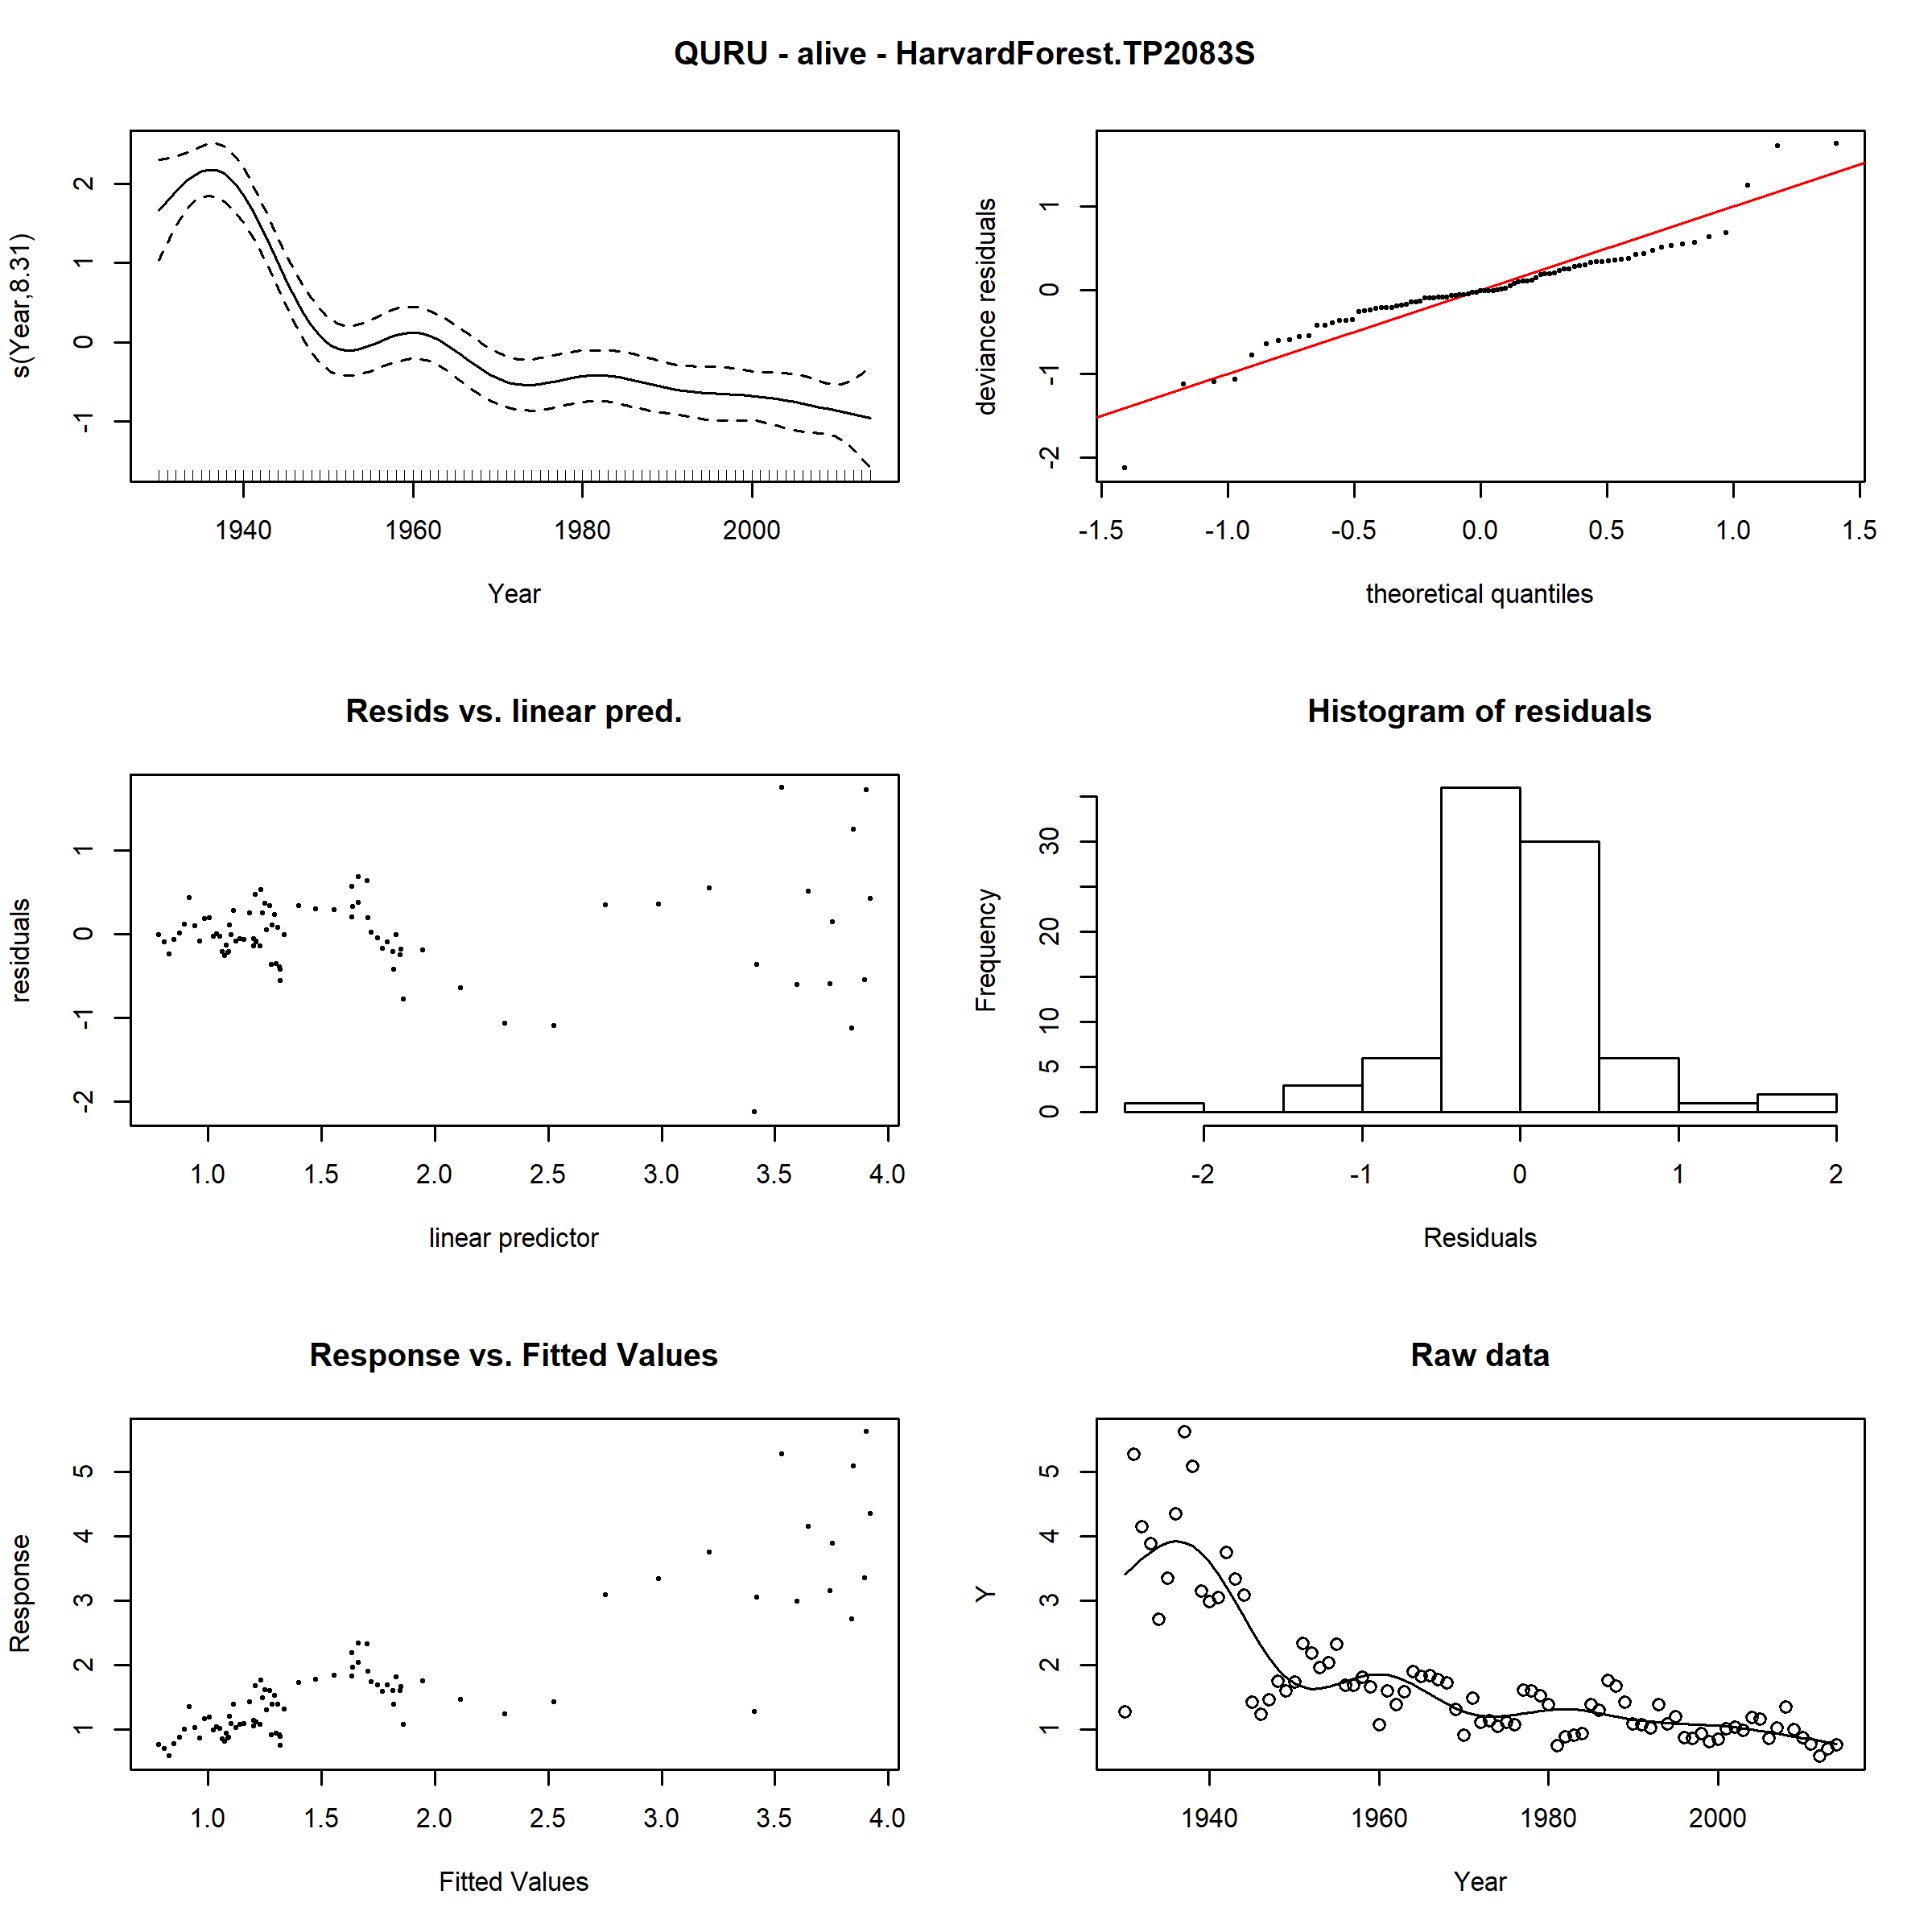 QURU - alive - HarvardForest.TP2083S
s(Year,8.31)
2
1
0
-1
1940 1960 1980 2000
Year
deviance residuals
1
0
-1
-2
-1.5 -1.0 -0.5 0.0 0.5 1.0 1.5
theoretical quantiles
Resids vs. linear pred.
residuals
1
0
-1
-2
1.0 1.5 2.0 2.5 3.0 3.5 4.0
linear predictor
Histogram of residuals
Frequency
30
20
10
5
0
-2 -1 0 1 2
Residuals
Response vs. Fitted Values
Response
5
4
3
2
1
1.0 1.5 2.0 2.5 3.0 3.5 4.0
Fitted Values
Raw data
Y
5
4
3
2
1
1940 1960 1980 2000
Year